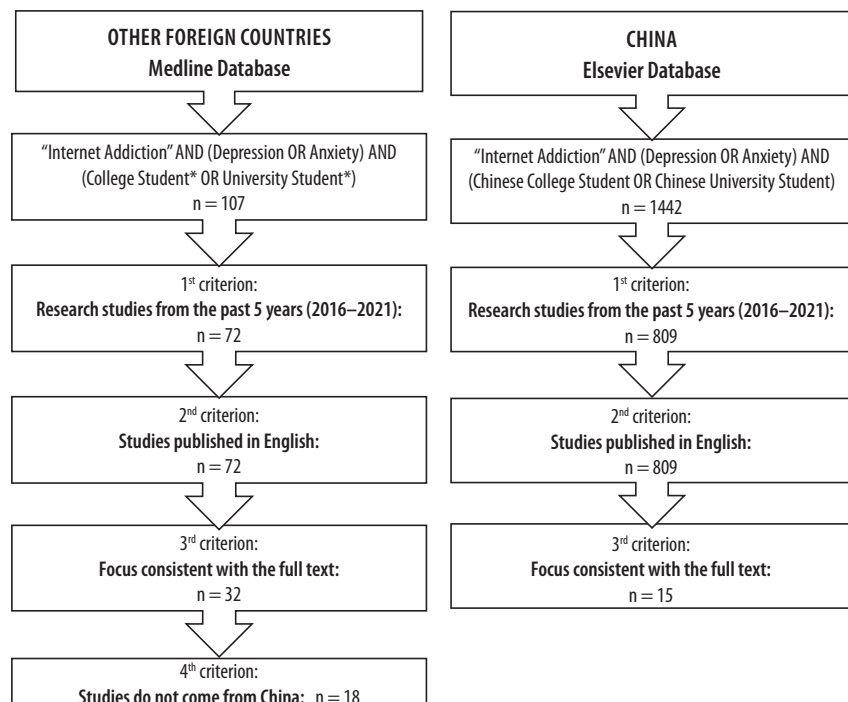 OTHER FOREIGN COUNTRIES
Medline Database
"Internet Addiction" AND (Depression OR Anxiety) AND
(College Student* OR University Student*)
n = 107
1st criterion:
Research studies from the past 5 years (2016–2021):
n = 72
2nd criterion:
Studies published in English:
n = 72
3rd criterion:
Focus consistent with the full text:
n = 32
4th criterion:
Studies do not come from China: n = 18
CHINA
Elsevier Database
"Internet Addiction" AND (Depression OR Anxiety) AND
(Chinese College Student OR Chinese University Student)
n = 1442
1st criterion:
Research studies from the past 5 years (2016–2021):
n = 809
2nd criterion:
Studies published in English:
n = 809
3rd criterion:
Focus consistent with the full text:
n = 15